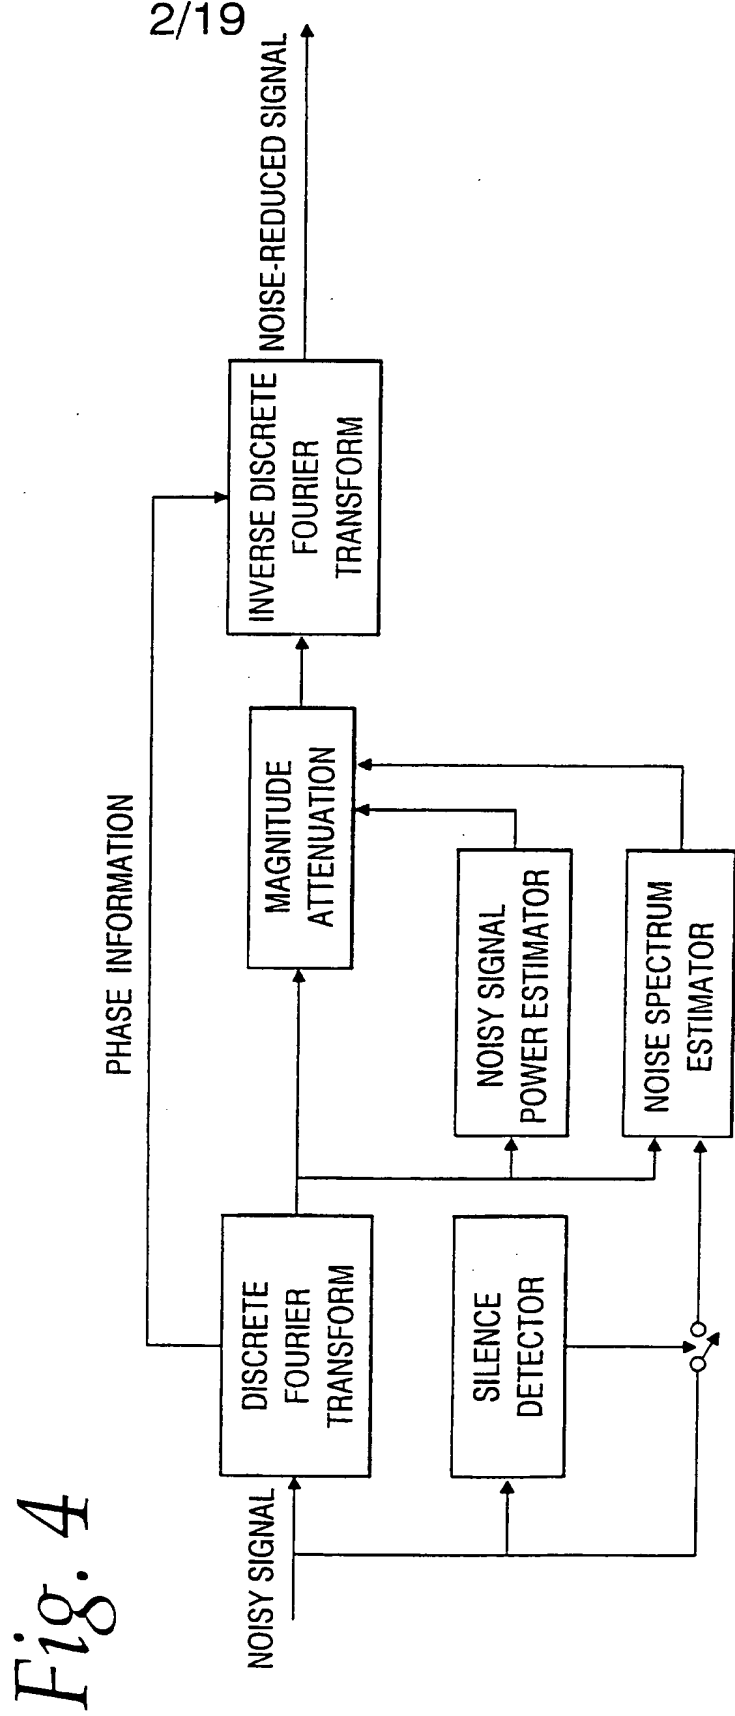 2/19
Fig. 4
PHASE INFORMATION
NOISY SIGNAL
DISCRETE
FOURIER
TRANSFORM
MAGNITUDE
ATTENUATION
INVERSE DISCRETE
FOURIER
TRANSFORM
NOISE-REDUCED SIGNAL
SILENCE
DETECTOR
NOISY SIGNAL
POWER ESTIMATOR
NOISE SPECTRUM
ESTIMATOR